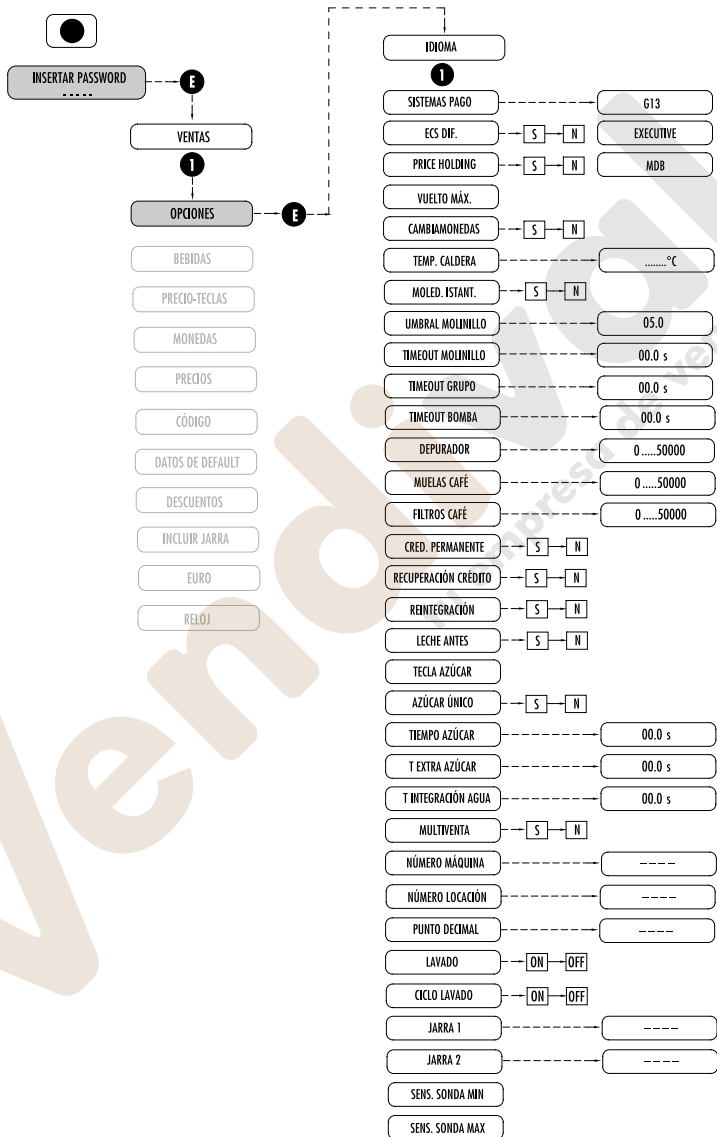 INSERTAR PASSWORD
- - - - -
E
VENTAS
1
OPCIONES
E
BEBIDAS
PRECIO-TECLAS
MONEDAS
PRECIOS
CÓDIGO
DATOS DE DEFAULT
DESCUENTOS
INCLUIR JARRA
EURO
RELOJ
IDIOMA
1
SISTEMAS PAGO G13
ECS DIF. S N EXECUTIVE
PRICE HOLDING S N MDB
VUELTO MÁX.
CAMBIAMONEDAS S N
TEMP. CALDERA ........°C
MOLED. ISTANT. S N
UMBRAL MOLINILLO 05.0
TIMEOUT MOLINILLO 00.0 s
TIMEOUT GRUPO 00.0 s
TIMEOUT BOMBA 00.0 s
DEPURADOR 0 .....50000
MUELAS CAFÉ 0 .....50000
FILTROS CAFÉ 0 .....50000
CRED. PERMANENTE S N
RECUPERACIÓN CRÉDITO S N
REINTEGRACIÓN S N
LECHE ANTES S N
TECLA AZÚCAR
AZÚCAR ÚNICO S N
TIEMPO AZÚCAR 00.0 s
T EXTRA AZÚCAR 00.0 s
T INTEGRACIÓN AGUA 00.0 s
MULTIVENTA S N
NÚMERO MÁQUINA – – – –
NÚMERO LOCACIÓN – – – –
PUNTO DECIMAL – – – –
LAVADO ON OFF
CICLO LAVADO ON OFF
JARRA 1 – – – –
JARRA 2 – – – –
SENS. SONDA MIN
SENS. SONDA MAX
Vendival
tu empresa de ven